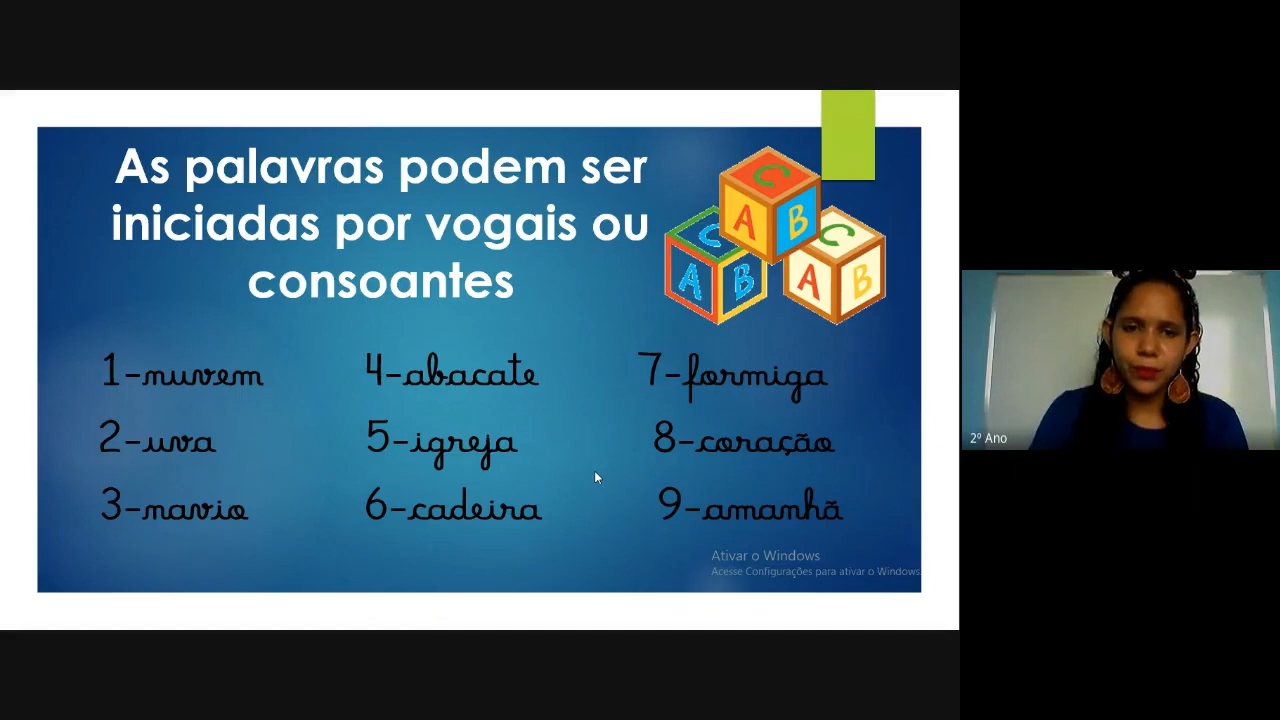 As palavras podem ser
iniciadas por vogais ou
consoantes
C
A B
C
A B
C
A B
1-nuvem
2-uva
3-navio
4-abacate
5-igreja
6-cadeira
7-formiga
8-coração
9-amanhã
Ativar o Windows
Acesse Configurações para ativar o Windows.
2º Ano